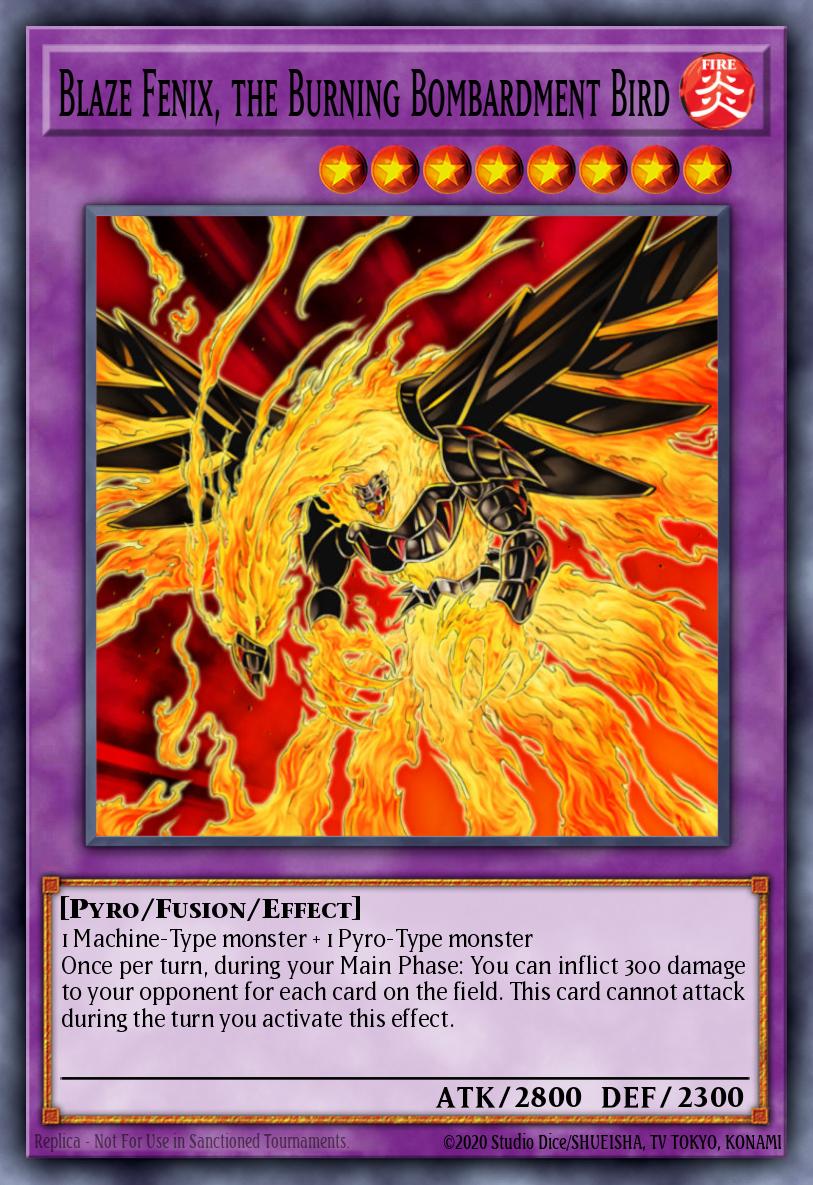 Blaze Fenix, the Burning Bombardment Bird
FIRE
炎
[Pyro/Fusion/Effect]
1 Machine-Type monster + 1 Pyro-Type monster
Once per turn, during your Main Phase: You can inflict 300 damage
to your opponent for each card on the field. This card cannot attack
during the turn you activate this effect.
ATK/2800 DEF/2300
Replica - Not For Use in Sanctioned Tournaments.
©2020 Studio Dice/SHUEISHA, TV TOKYO, KONAMI